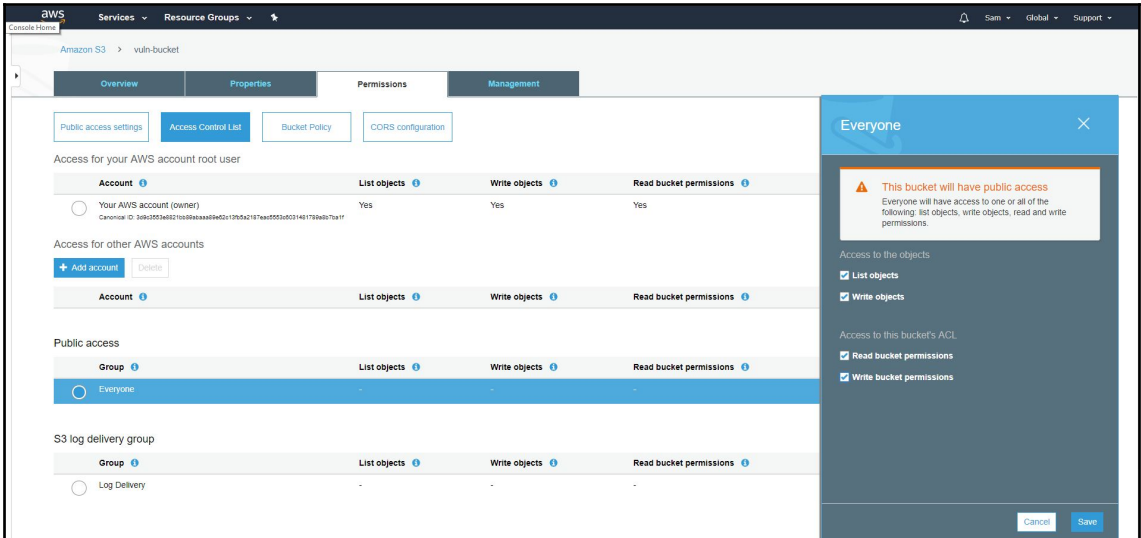 aws
Services
Resource Groups
Sam
Global
Support
Console Home
Amazon S3 > vuln-bucket
Overview
Properties
Permissions
Management
Public access settings
Access Control List
Bucket Policy
CORS configuration
Access for your AWS account root user
Account
List objects
Write objects
Read bucket permissions
Your AWS account (owner)
Yes
Yes
Yes
Canonical ID:
Access for other AWS accounts
+ Add account
Delete
Account
List objects
Write objects
Read bucket permissions
Public access
Group
List objects
Write objects
Read bucket permissions
Everyone
-
-
-
S3 log delivery group
Group
List objects
Write objects
Read bucket permissions
Log Delivery
-
-
-
Everyone
This bucket will have public access
Everyone will have access to one or all of the
following: list objects, write objects, read and write
permissions.
Access to the objects
List objects
Write objects
Access to this bucket's ACL
Read bucket permissions
Write bucket permissions
Cancel
Save